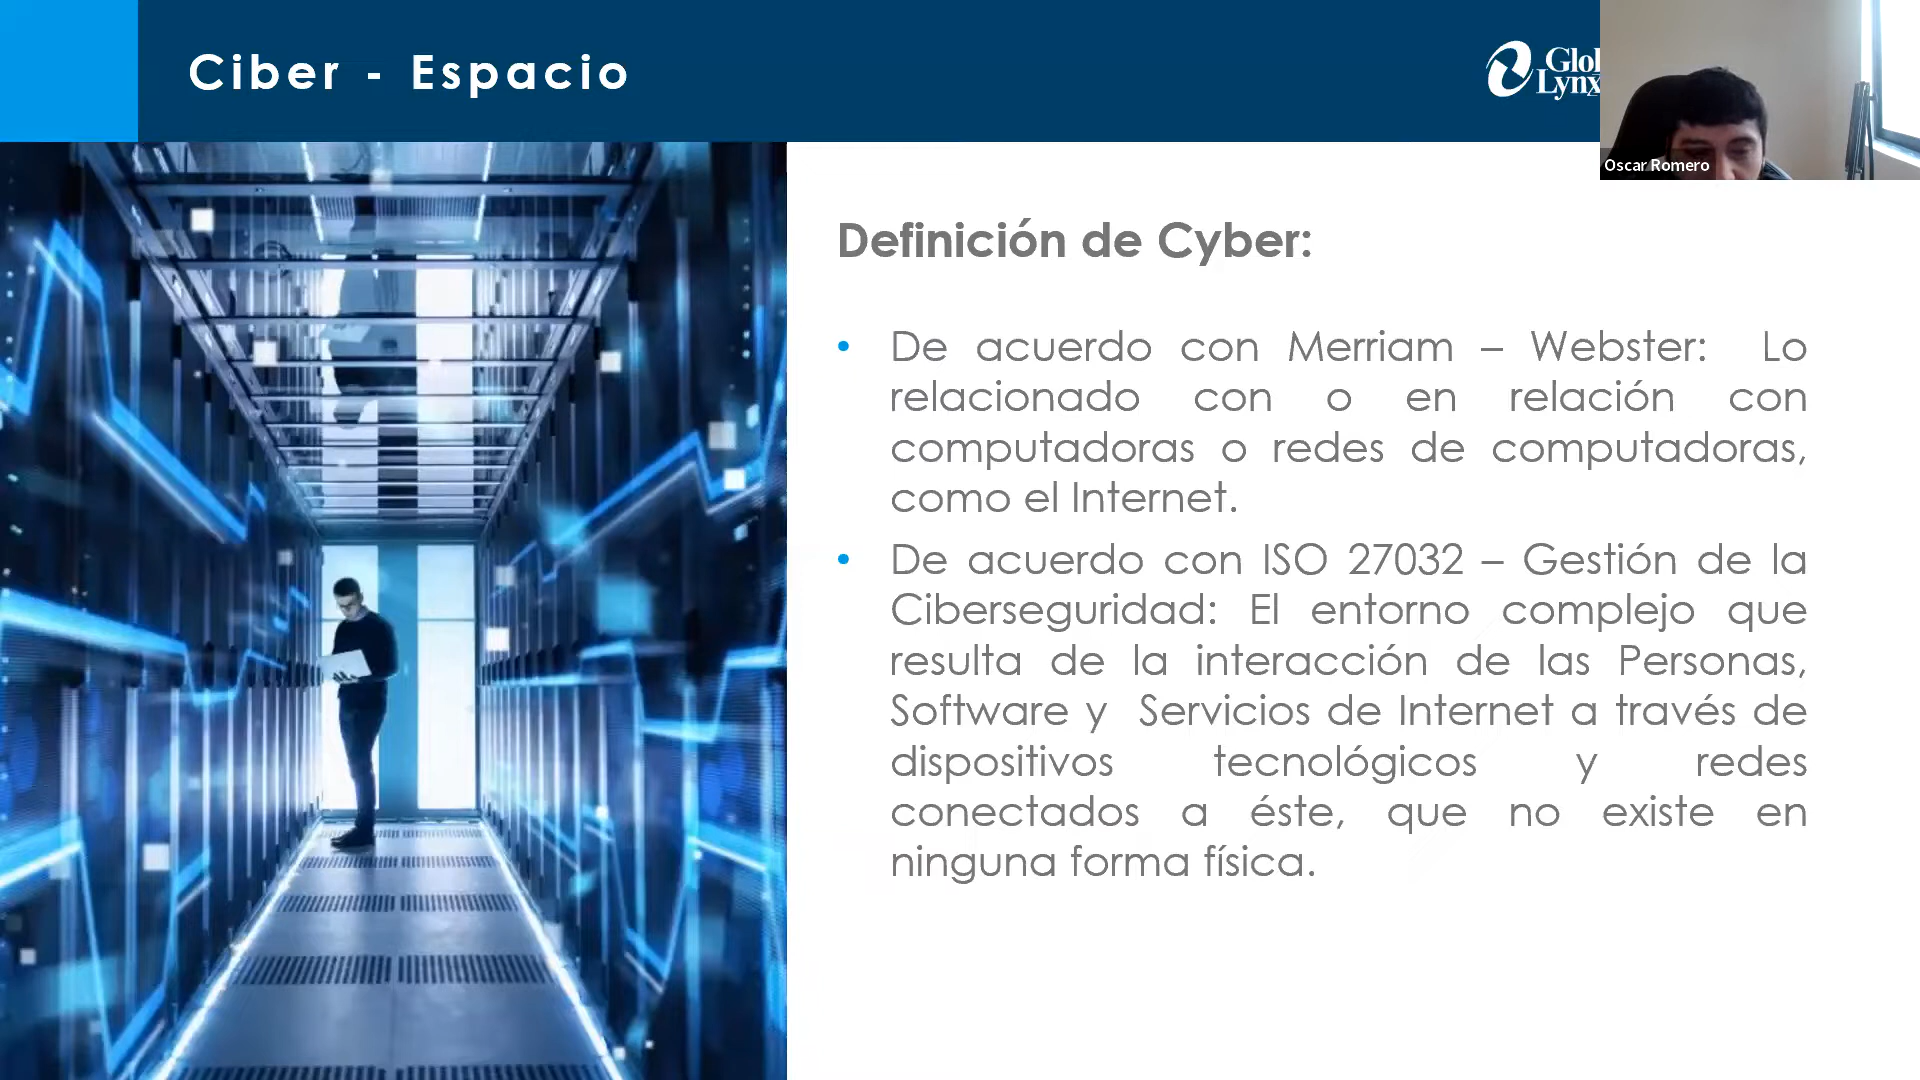 Ciber - Espacio
Lynx
Oscar Romero
Definición de Cyber:
• De acuerdo con Merriam – Webster: Lo
relacionado con o en relación con
computadoras o redes de computadoras,
como el Internet.
• De acuerdo con ISO 27032 – Gestión de la
Ciberseguridad: El entorno complejo que
resulta de la interacción de las Personas,
Software y Servicios de Internet a través de
dispositivos tecnológicos y redes
conectados a éste, que no existe en
ninguna forma física.